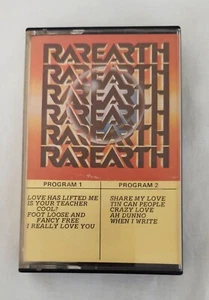 RAREARTH
RAREARTH
RAREARTH
RAREARTH
RAREARTH
RAREARTH
RAREARTH
PROGRAM 1
LOVE HAS LIFTED ME
IS YOUR TEACHER
COOL?
FOOT LOOSE AND
FANCY FREE
I REALLY LOVE YOU
PROGRAM 2
SHARE MY LOVE
TIN CAN PEOPLE
CRAZY LOVE
AH DUNNO
WHEN I WRITE